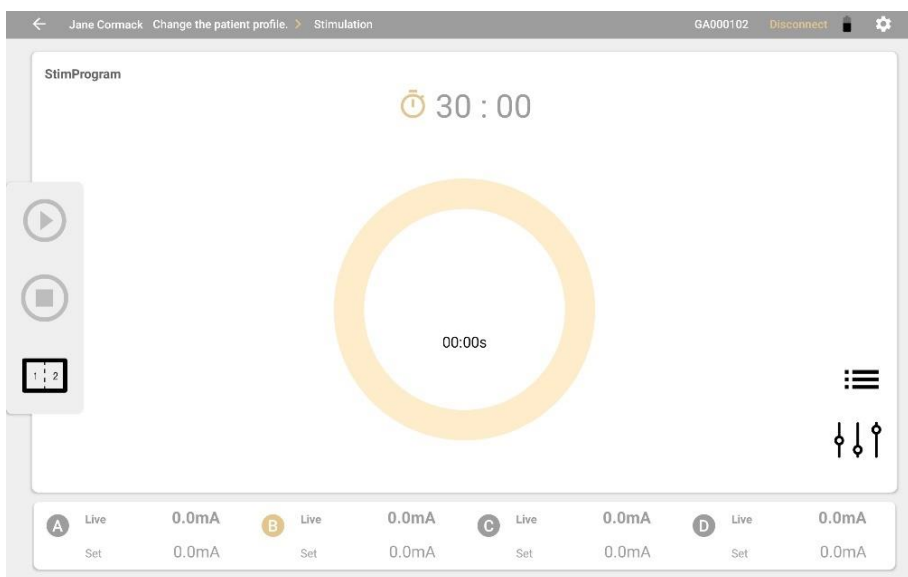 Jane Cormack Change the patient profile. > Stimulation GA000102 Disconnect
StimProgram
30 : 00
00:00s
1 2
A Live 0.0mA B Live 0.0mA C Live 0.0mA D Live 0.0mA
Set 0.0mA Set 0.0mA Set 0.0mA Set 0.0mA